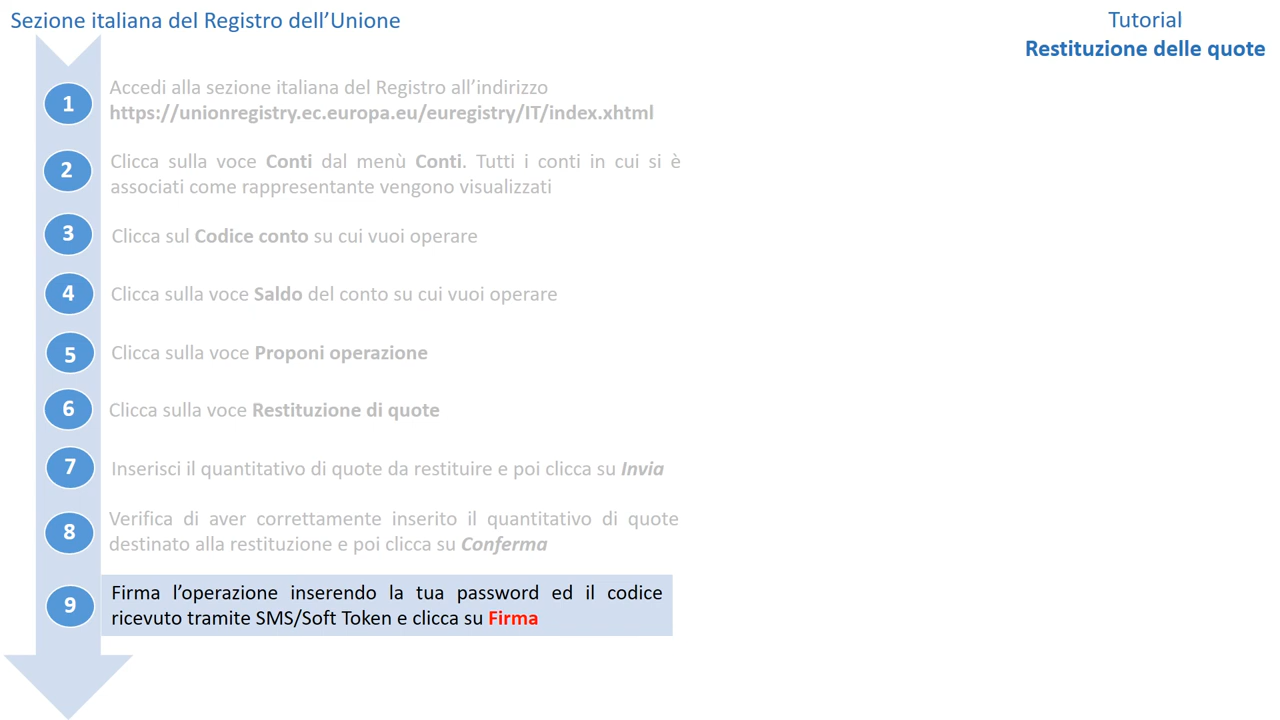 Sezione italiana del Registro dell’Unione
Tutorial
Restituzione delle quote
1
Accedi alla sezione italiana del Registro all’indirizzo
https://unionregistry.ec.europa.eu/euregistry/IT/index.xhtml
2
Clicca sulla voce Conti dal menù Conti. Tutti i conti in cui si è
associati come rappresentante vengono visualizzati
3
Clicca sul Codice conto su cui vuoi operare
4
Clicca sulla voce Saldo del conto su cui vuoi operare
5
Clicca sulla voce Proponi operazione
6
Clicca sulla voce Restituzione di quote
7
Inserisci il quantitativo di quote da restituire e poi clicca su Invia
8
Verifica di aver correttamente inserito il quantitativo di quote
destinato alla restituzione e poi clicca su Conferma
9
Firma l’operazione inserendo la tua password ed il codice
ricevuto tramite SMS/Soft Token e clicca su Firma